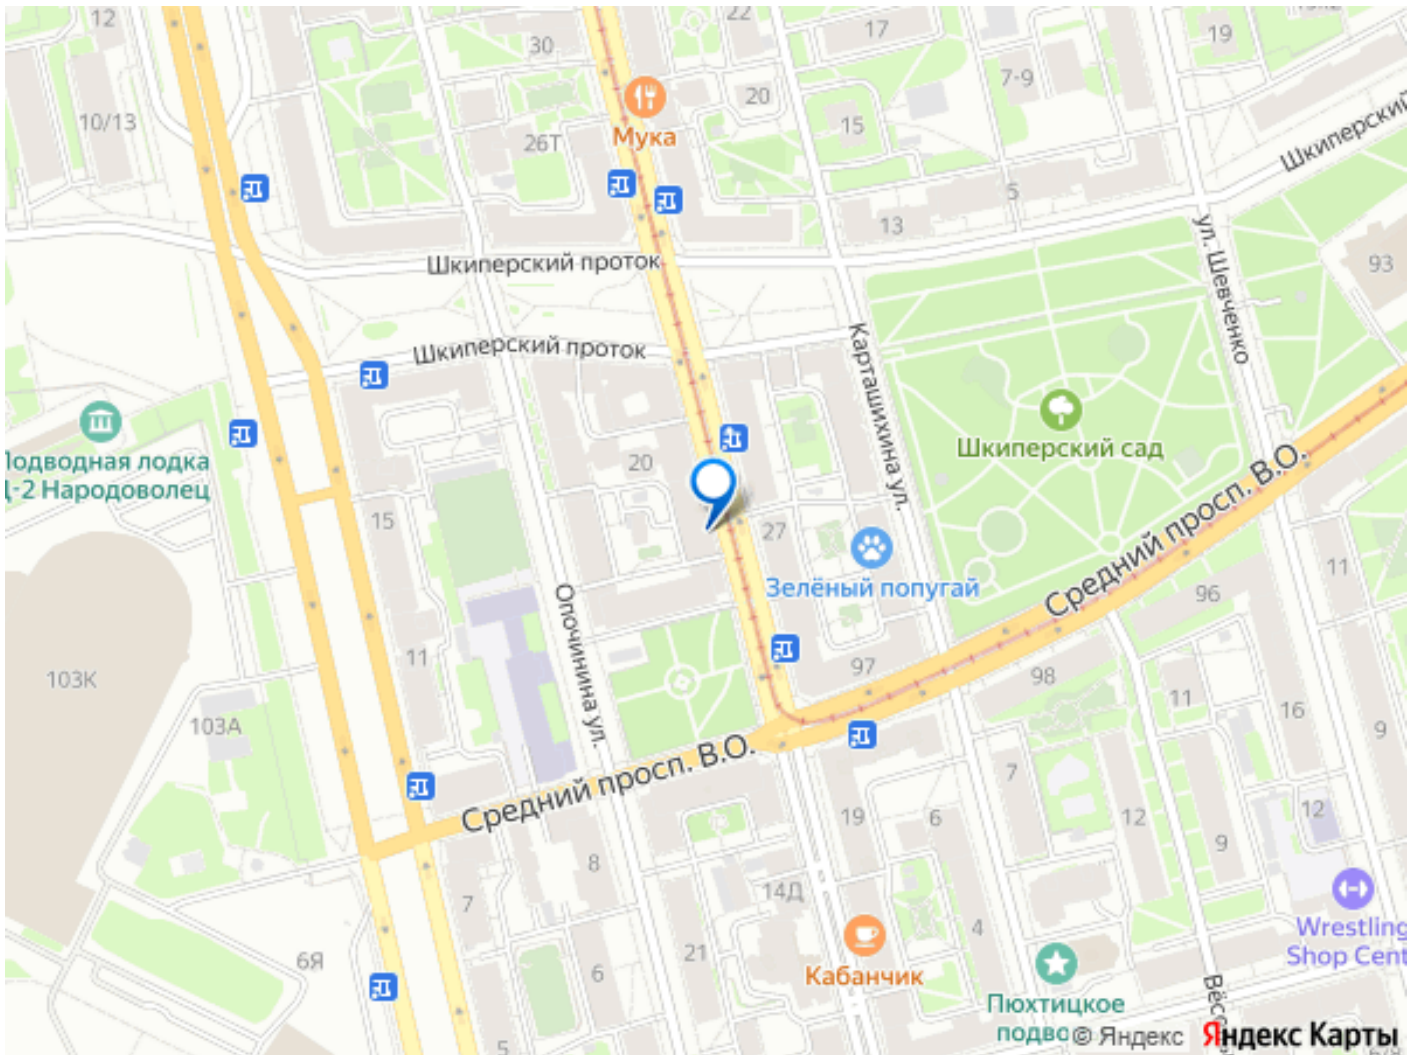 12
22
17
19
30
7-9
20
10/13
15
26Т
Мука
Шкиперский
5
13
ул. Шевченко
93
Шкиперский проток
Шкиперский проток
Карташихина ул.
Подводная лодка
Д-2 Народоволец
Шкиперский сад
20
15
27
Средний просп. В.О.
Зелёный попугай
11
96
Опочинина ул.
11
97
98
103К
11
16
103А
9
Средний просп. В.О.
7
19
6
12
12
9
8
14Д
7
4
21
6Я
6
Кабанчик
Wrestling
Shop Cent
Пюхтицкое
подво
© Яндекс
Яндекс Карты
5